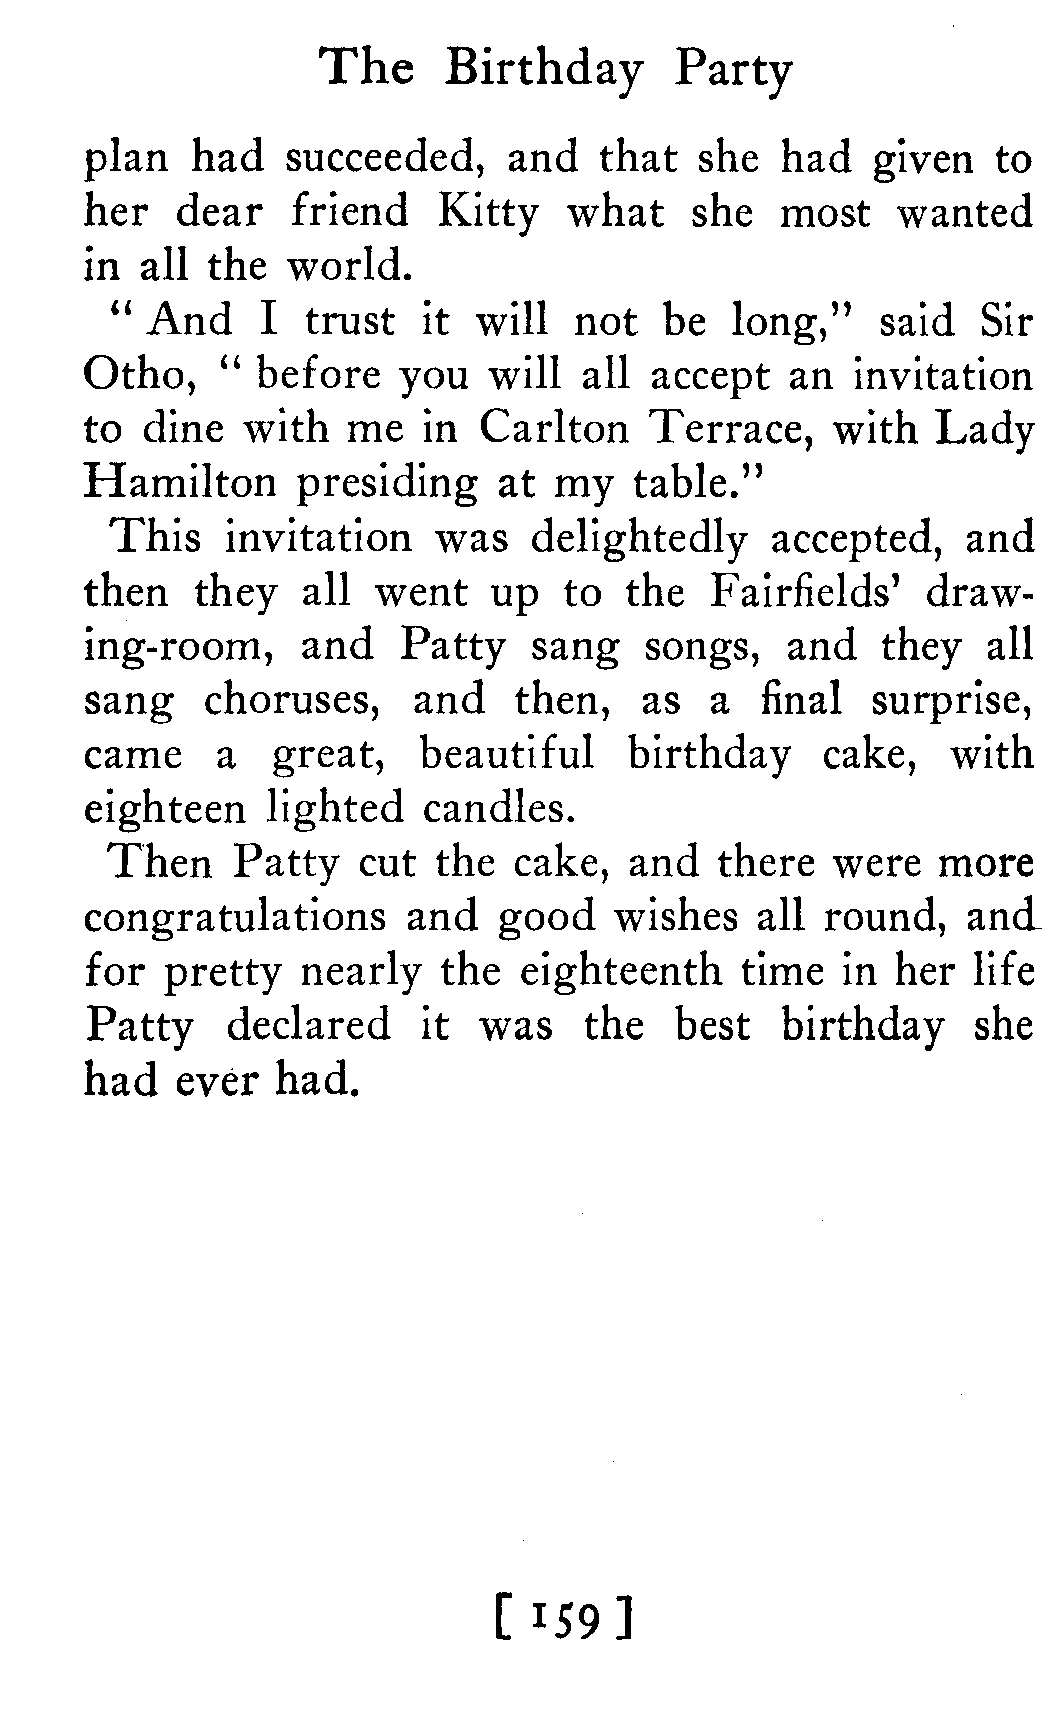 The Birthday Party
plan had succeeded, and that she had given to
her dear friend Kitty what she most wanted
in all the world.
“ And I trust it will not be long,” said Sir
Otho, “ before you will all accept an invitation
to dine with me in Carlton Terrace, with Lady
Hamilton presiding at my table.”
This invitation was delightedly accepted, and
then they all went up to the Fairfields’ draw-
ing-room, and Patty sang songs, and they all
sang choruses, and then, as a final surprise,
came a great, beautiful birthday cake, with
eighteen lighted candles.
Then Patty cut the cake, and there were more
congratulations and good wishes all round, and
for pretty nearly the eighteenth time in her life
Patty declared it was the best birthday she
had ever had.
[ 159 ]